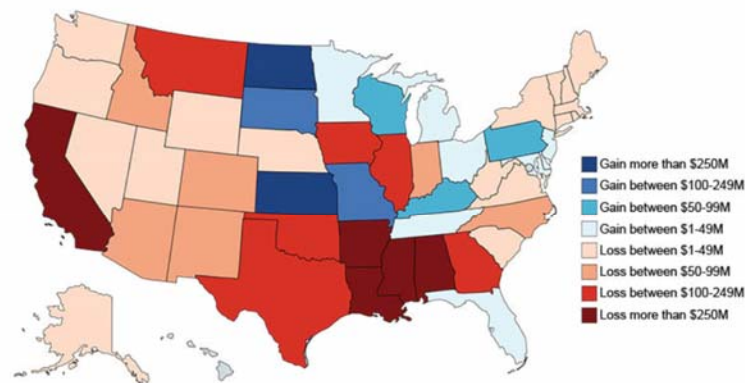 Gain more than $250M
Gain between $100-249M
Gain between $50-99M
Gain between $1-49M
Loss between $1-49M
Loss between $50-99M
Loss between $100-249M
Loss more than $250M